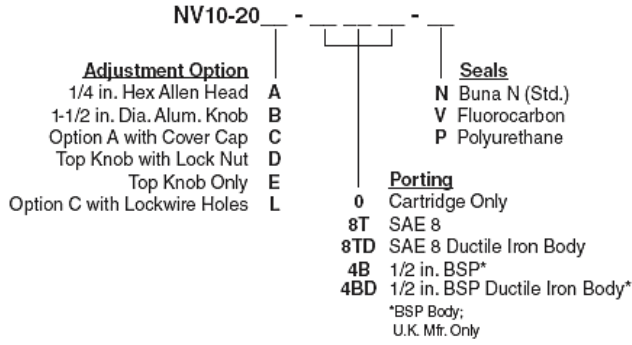 NV10-20__ - __ __ __ - __
Adjustment Option
1/4 in. Hex Allen Head A
1-1/2 in. Dia. Alum. Knob B
Option A with Cover Cap C
Top Knob with Lock Nut D
Top Knob Only E
Option C with Lockwire Holes L
Seals
N Buna N (Std.)
V Fluorocarbon
P Polyurethane
Porting
0 Cartridge Only
8T SAE 8
8TD SAE 8 Ductile Iron Body
4B 1/2 in. BSP*
4BD 1/2 in. BSP Ductile Iron Body*
*BSP Body;
U.K. Mfr. Only